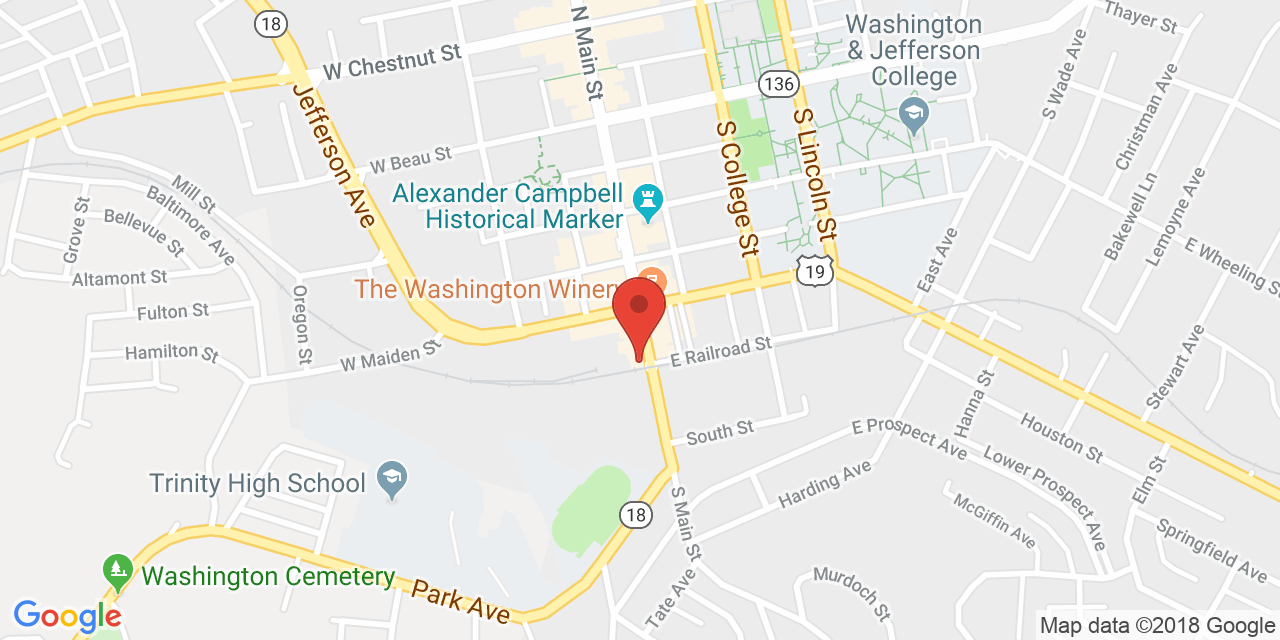 18
N Main St
Washington
& Jefferson
College
Thayer St
W Chestnut St
136
S Wade Ave
Christman Ave
Jefferson Ave
S College St
S Lincoln St
W Beau St
Mill St
Baltimore Ave
Alexander Campbell
Historical Marker
Bakewell Ln
Lemoyne Ave
Grove St
Bellevue St
East Ave
E Wheeling S
Altamont St
19
The Washington Winery
Oregon St
Fulton St
Hamilton St
W Maiden St
E Railroad St
Stewart Ave
Hanna St
South St
E Prospect Ave
Houston St
Lower Prospect Ave
Harding Ave
Elm St
Trinity High School
18
S Main St
McGiffin Ave
Springfield Ave
Washington Cemetery
Park Ave
Tate Ave
Murdoch St
Google
Map data ©2018 Google